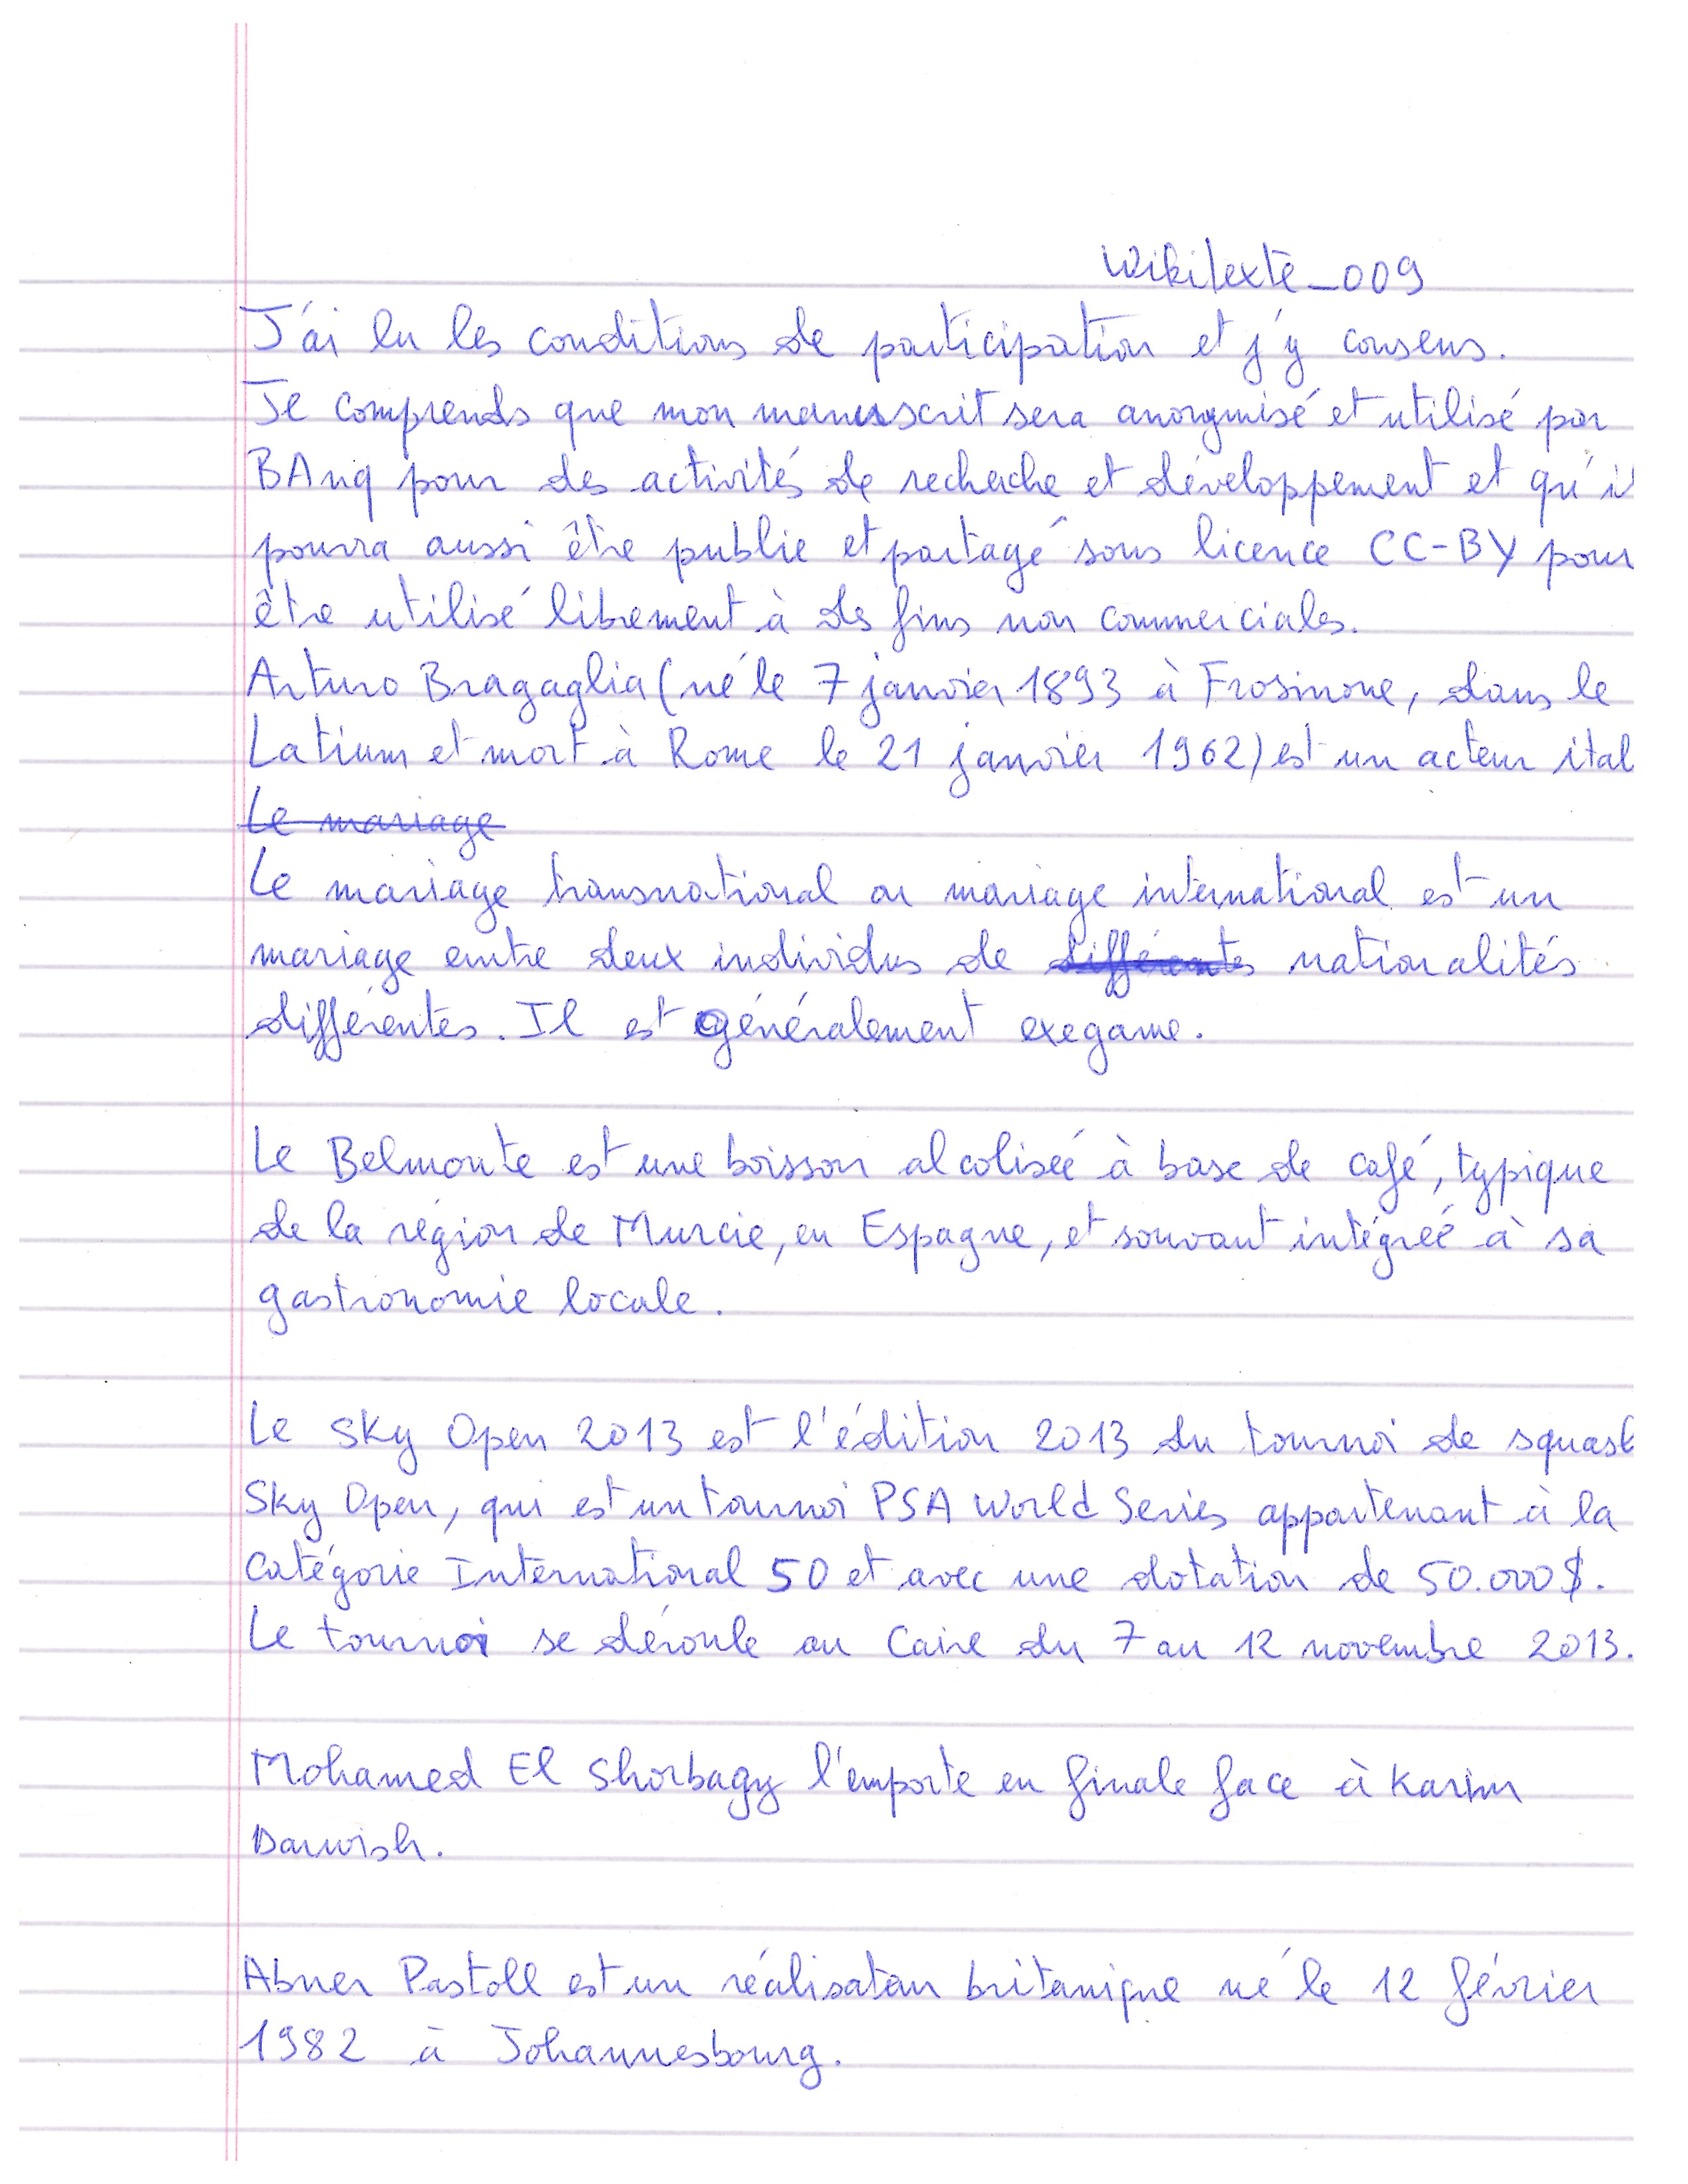 Wikitexte_009
J'ai lu les conditions de participation et j'y consens.
Je comprends que mon manuscrit sera anonymisé et utilisé par
BAnq pour des activités de recheche et développement et qu'il
pourra aussi être publié et partagé sous licence CC-BY pour
être utilisé librement à des fins non commerciales.
Arturo Bragaglia (né le 7 janvier 1893 à Frosinone, dans le
Latium et mort à Rome le 21 janvier 1962) est un acteur ital
Le mariage
Le mariage transnational ou mariage international est un
mariage entre deux individus de différentes nationalités
différentes. Il est généralement exegame.
Le Belmonte est une boisson alcolisée à base de café, typique
de la région de Murcie, en Espagne, et souvant intégrée à sa
gastronomie locale.
Le Sky Open 2013 est l'édition 2013 du tournoi de squash
Sky Open, qui est un tournoi PSA World Series appartenant à la
catégorie International 50 et avec une dotation de 50.000$.
Le tournoi se déroule au Caire du 7 au 12 novembre 2013.
Mohamed El Shorbagy l'emporte en finale face à Karim
Darwish.
Abner Pastoll est un réalisateur britanique né le 12 février
1982 à Johannesbourg.